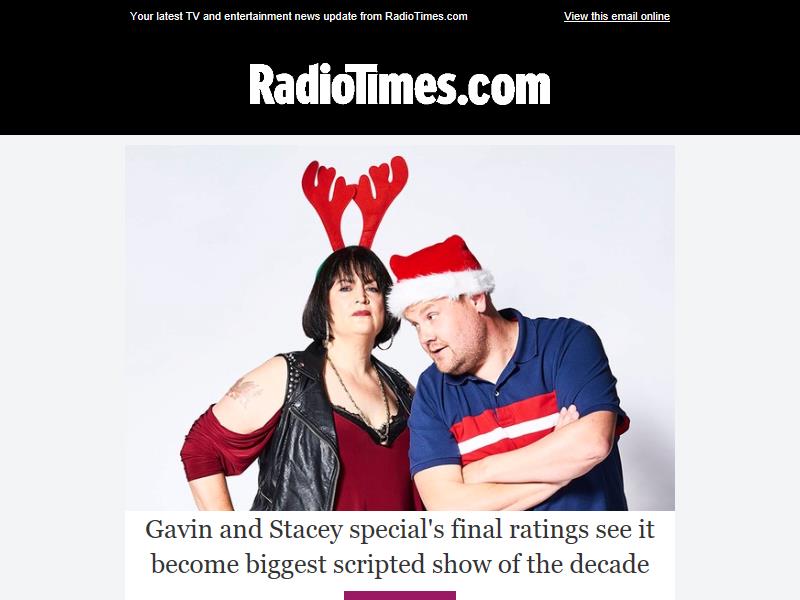 Your latest TV and entertainment news update from RadioTimes.com
View this email online
RadioTimes.com
Gavin and Stacey special's final ratings see it
become biggest scripted show of the decade